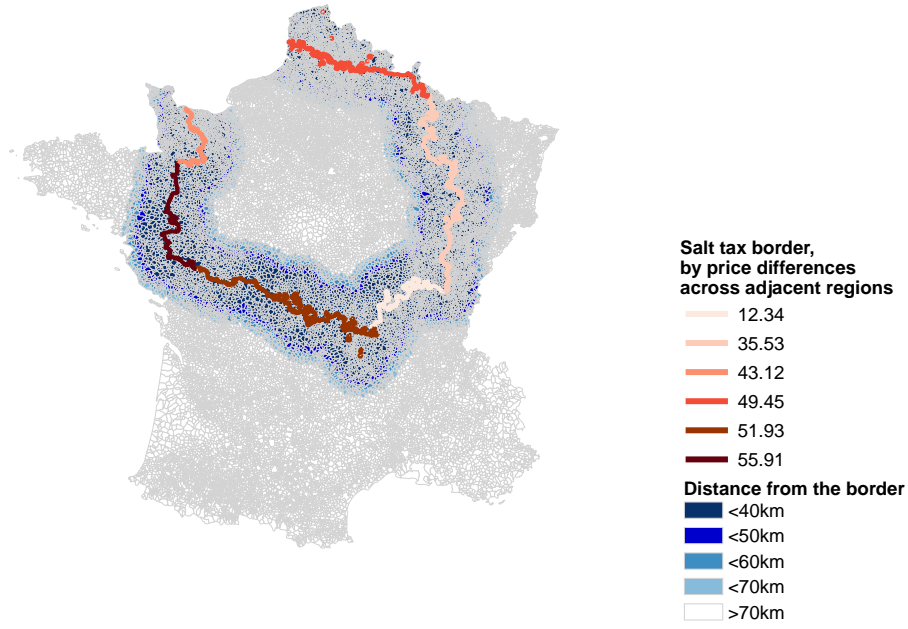 Salt tax border,
by price differences
across adjacent regions
12.34
35.53
43.12
49.45
51.93
55.91
Distance from the border
<40km
<50km
<60km
<70km
>70km